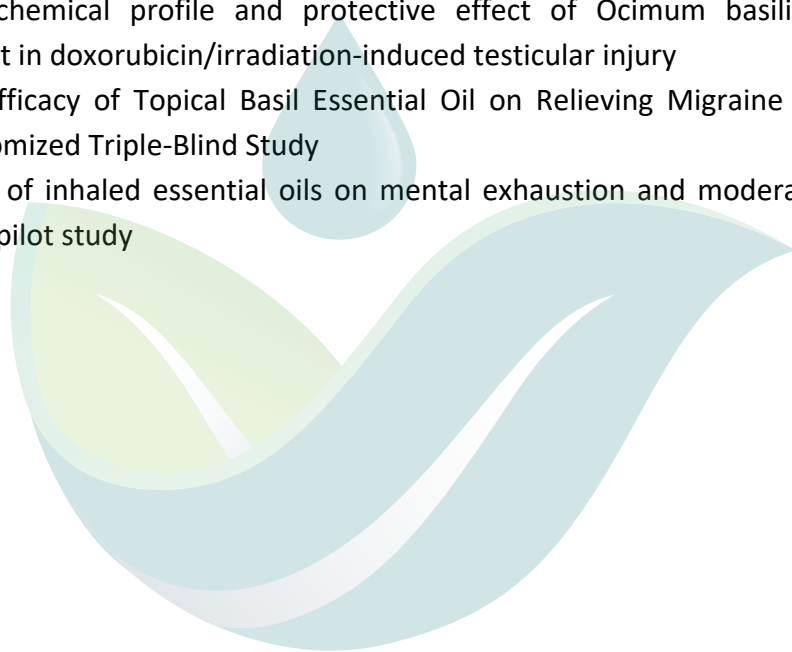 chemical profile and protective effect of Ocimum basili
t in doxorubicin/irradiation-induced testicular injury
fficacy of Topical Basil Essential Oil on Relieving Migraine
omized Triple-Blind Study
of inhaled essential oils on mental exhaustion and modera
pilot study